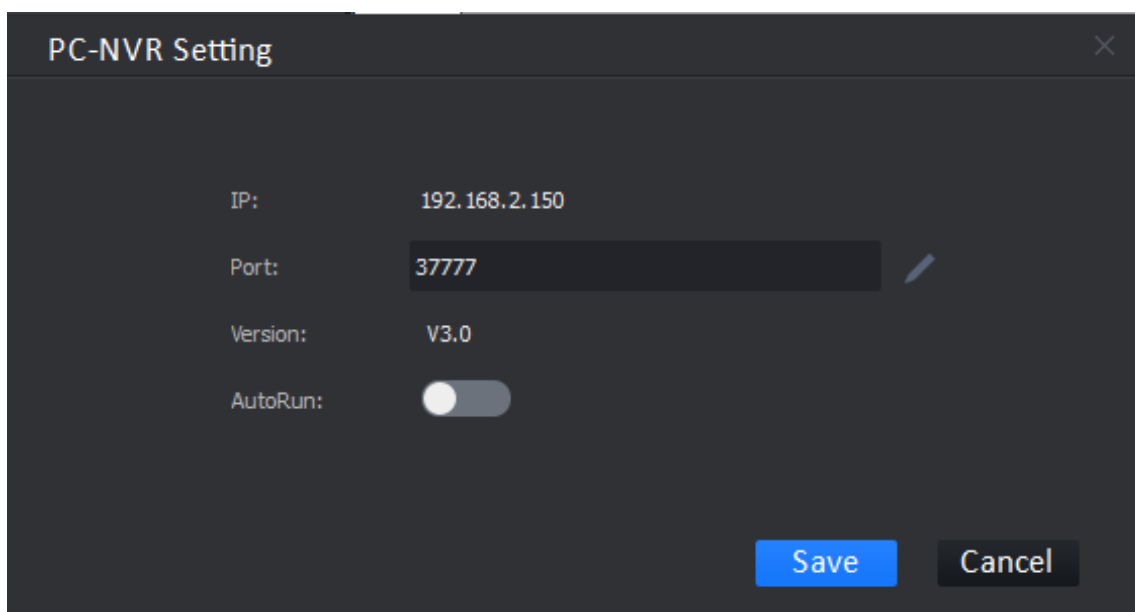 PC-NVR Setting
IP: 192.168.2.150
Port: 37777
Version: V3.0
AutoRun:
Save Cancel